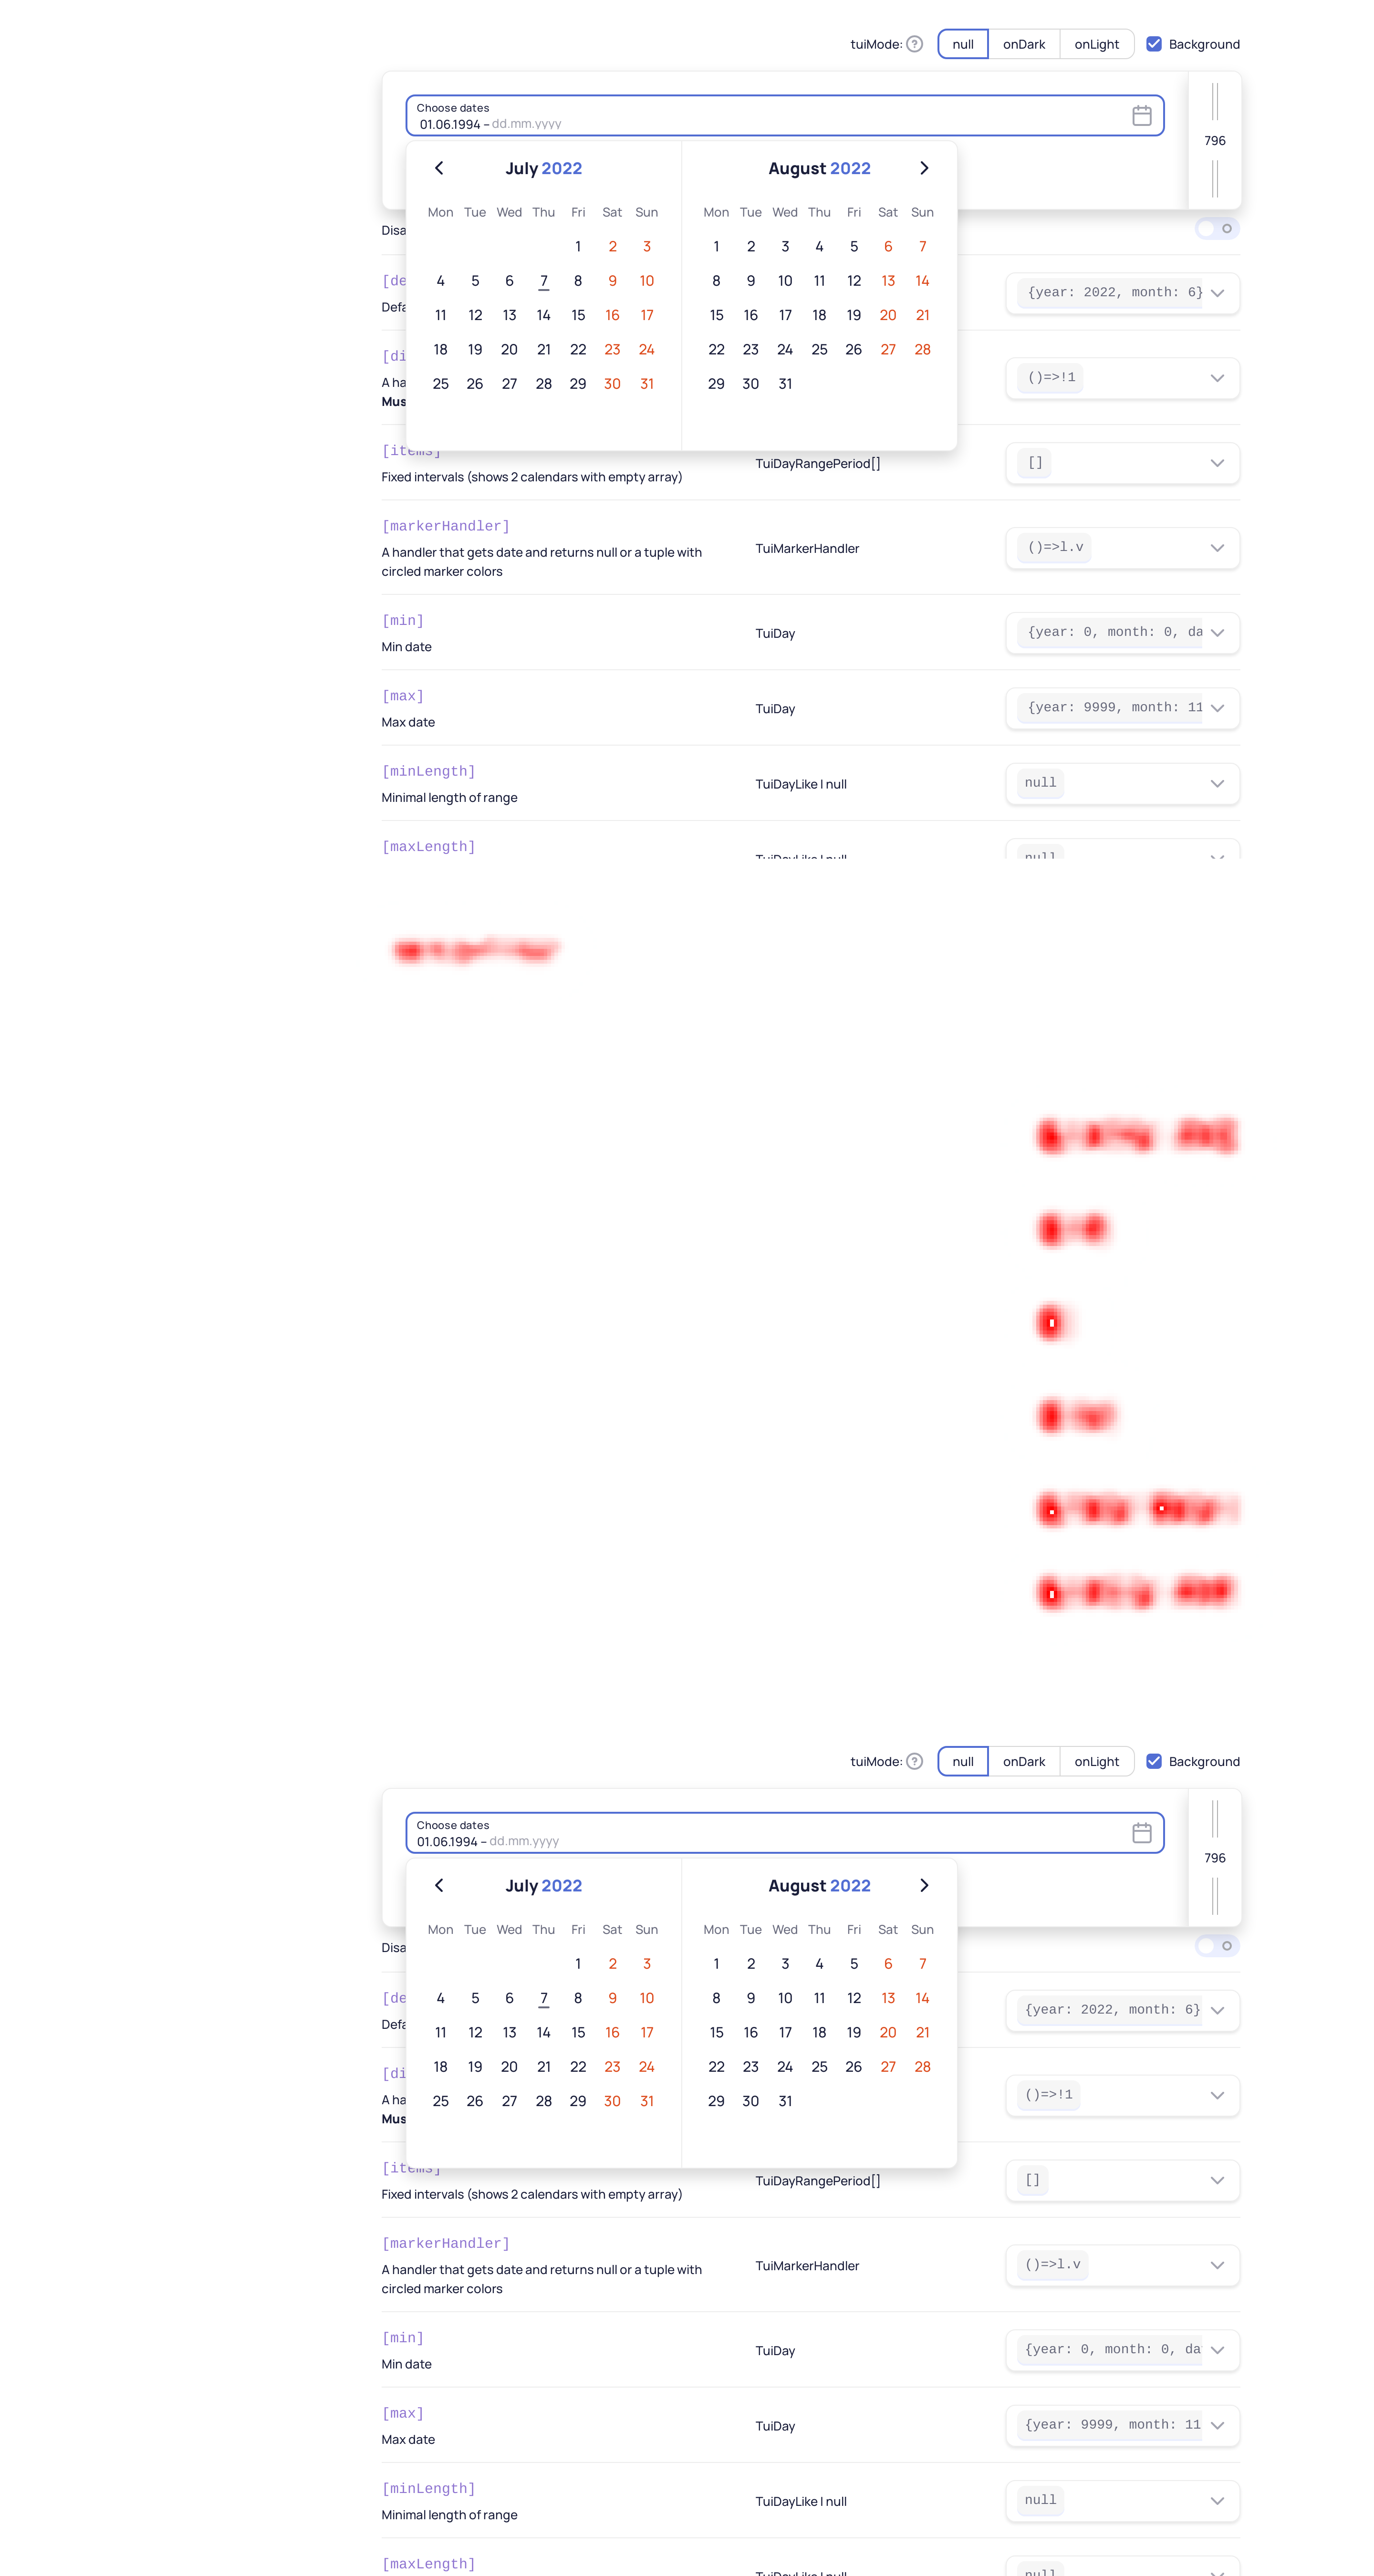 tuiMode: null onDark onLight Background
Choose dates
01.06.1994 – dd.mm.yyyy
796
July 2022 August 2022
Mon Tue Wed Thu Fri Sat Sun Mon Tue Wed Thu Fri Sat Sun
Disa
1 2 3 1 2 3 4 5 6 7
[de
4 5 6 7 8 9 10 8 9 10 11 12 13 14
{year: 2022, month: 6}
Defa
11 12 13 14 15 16 17 15 16 17 18 19 20 21
[di
18 19 20 21 22 23 24 22 23 24 25 26 27 28
A ha
()=>!1
25 26 27 28 29 30 31 29 30 31
Mus
[items]
TuiDayRangePeriod[] []
Fixed intervals (shows 2 calendars with empty array)
[markerHandler]
A handler that gets date and returns null or a tuple with
circled marker colors
TuiMarkerHandler ()=>l.v
[min]
TuiDay {year: 0, month: 0, da
Min date
[max]
TuiDay {year: 9999, month: 11
Max date
[minLength]
TuiDayLike | null null
Minimal length of range
[maxLength]
TuiDayLike | null null
tuiMode: null onDark onLight Background
Choose dates
01.06.1994 – dd.mm.yyyy
796
July 2022 August 2022
Mon Tue Wed Thu Fri Sat Sun Mon Tue Wed Thu Fri Sat Sun
Disa
1 2 3 1 2 3 4 5 6 7
[de
4 5 6 7 8 9 10 8 9 10 11 12 13 14
{year: 2022, month: 6}
Defa
11 12 13 14 15 16 17 15 16 17 18 19 20 21
[di
18 19 20 21 22 23 24 22 23 24 25 26 27 28
A ha
()=>!1
25 26 27 28 29 30 31 29 30 31
Mus
[items]
TuiDayRangePeriod[] []
Fixed intervals (shows 2 calendars with empty array)
[markerHandler]
A handler that gets date and returns null or a tuple with
circled marker colors
TuiMarkerHandler ()=>l.v
[min]
TuiDay {year: 0, month: 0, da
Min date
[max]
TuiDay {year: 9999, month: 11
Max date
[minLength]
TuiDayLike | null null
Minimal length of range
[maxLength]
TuiDayLike | null null